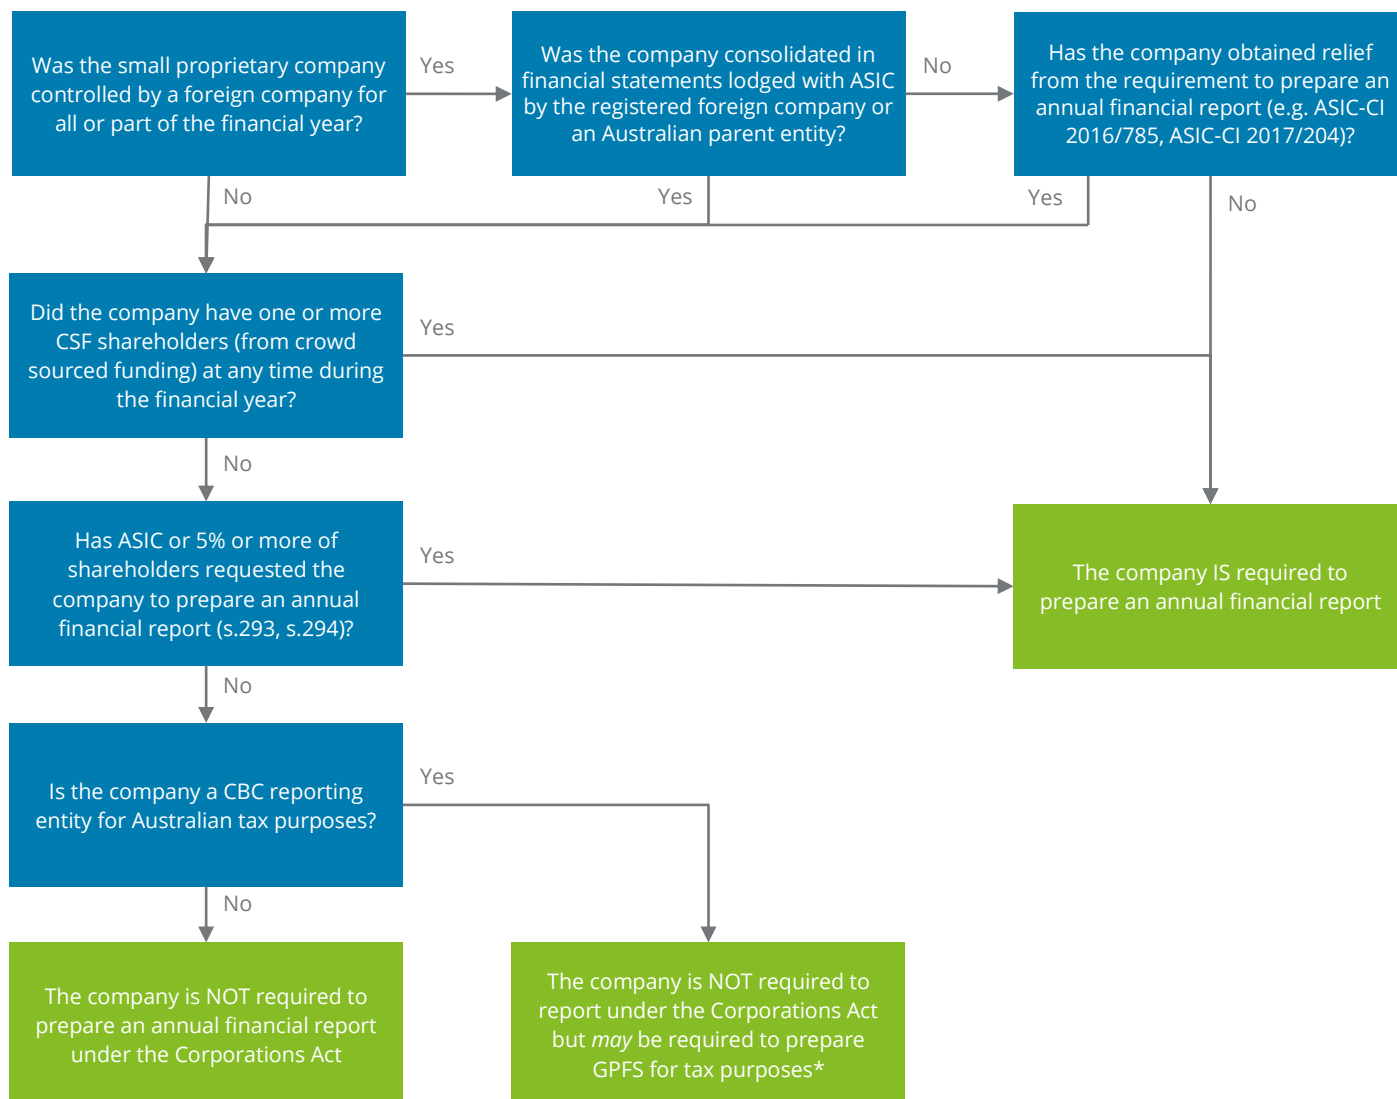 Was the small proprietary company
controlled by a foreign company for
all or part of the financial year?
Yes
Was the company consolidated in
financial statements lodged with ASIC
by the registered foreign company or
an Australian parent entity?
No
Has the company obtained relief
from the requirement to prepare an
annual financial report (e.g. ASIC-CI
2016/785, ASIC-CI 2017/204)?
No
Yes
Yes
No
Did the company have one or more
CSF shareholders (from crowd
sourced funding) at any time during
the financial year?
Yes
No
Has ASIC or 5% or more of
shareholders requested the
company to prepare an annual
financial report (s.293, s.294)?
Yes
The company IS required to
prepare an annual financial report
No
Is the company a CBC reporting
entity for Australian tax purposes?
Yes
No
The company is NOT required to
prepare an annual financial report
under the Corporations Act
The company is NOT required to
report under the Corporations Act
but may be required to prepare
GPFS for tax purposes*